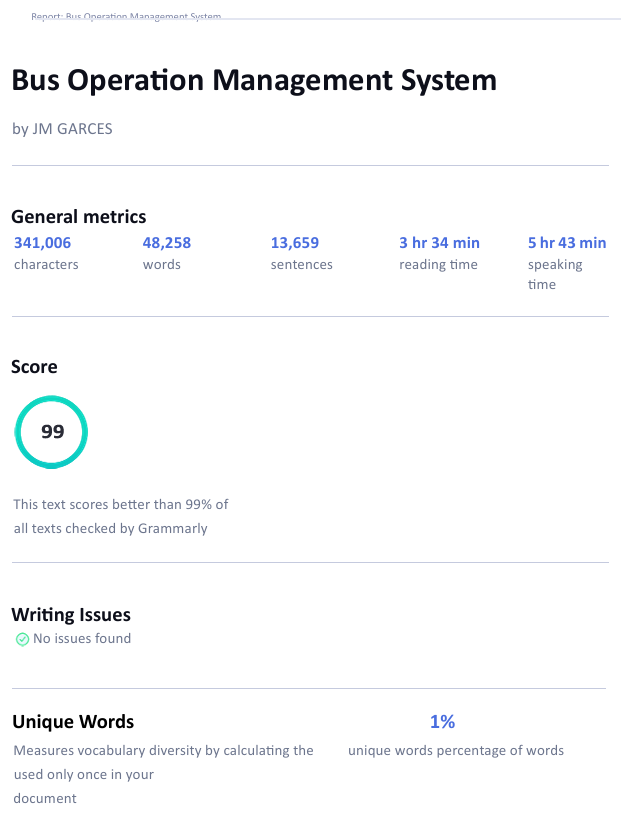 Report: Bus Operation Management System
Bus Operation Management System
by JM GARCES
General metrics
341,006 48,258 13,659 3 hr 34 min 5 hr 43 min
characters words sentences reading time speaking
time
Score
99
This text scores better than 99% of
all texts checked by Grammarly
Writing Issues
No issues found
Unique Words 1%
Measures vocabulary diversity by calculating the unique words percentage of words
used only once in your
document